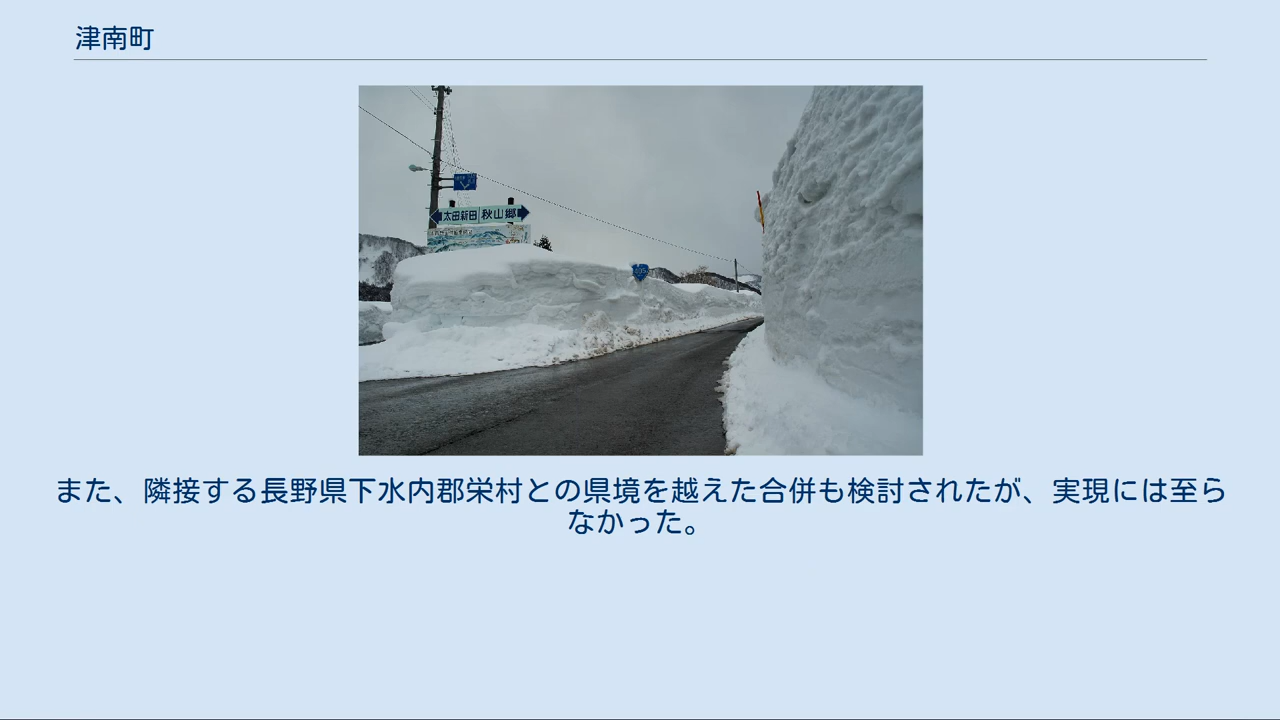 津南町
太田新田 秋山郷
また、隣接する長野県下水内郡栄村との県境を越えた合併も検討されたが、実現には至ら
なかった。